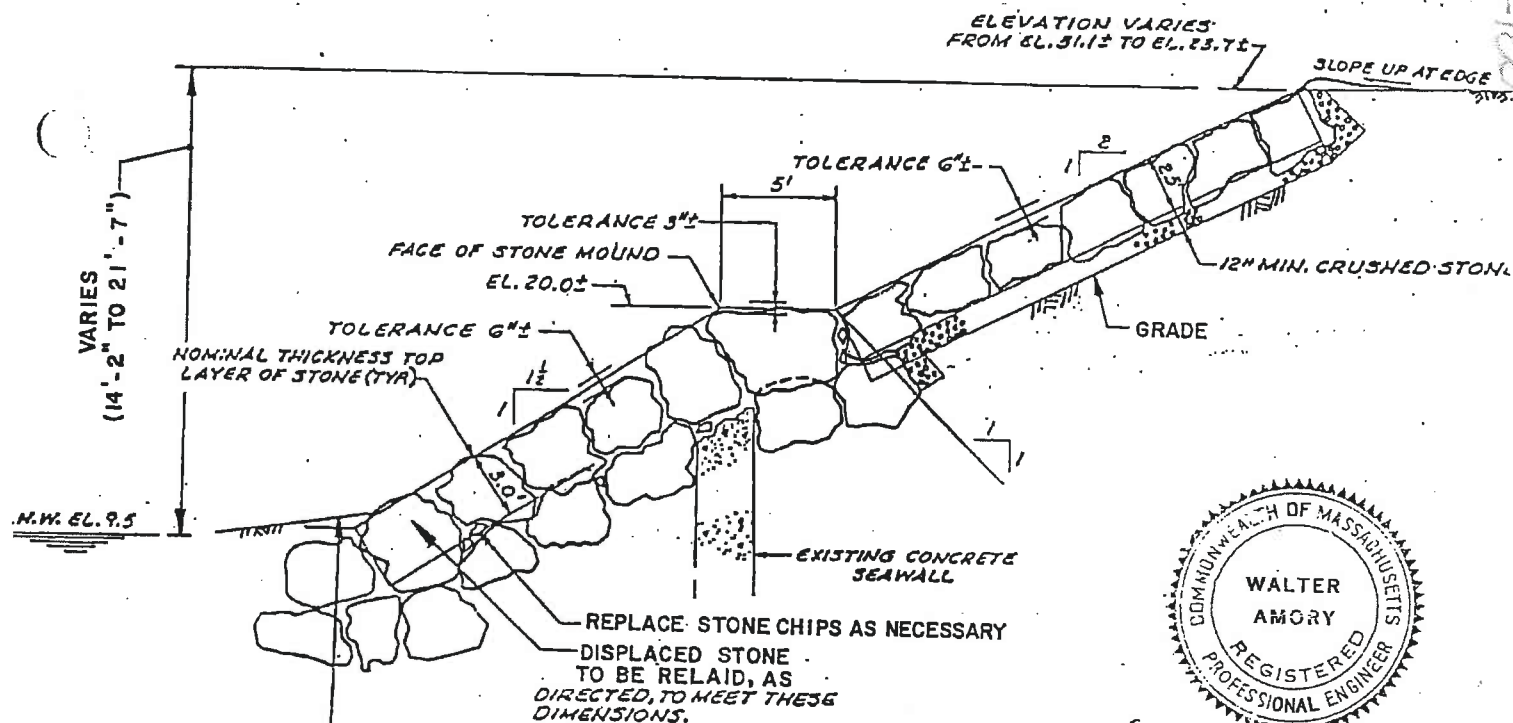 ELEVATION VARIES
FROM EL.31.1± TO EL.23.7±
SLOPE UP AT EDGE
TOLERANCE 6"±
2
1
5'
2.5'
TOLERANCE 3"±
FACE OF STONE MOUND
EL. 20.0±
12" MIN. CRUSHED STON
GRADE
VARIES
(14'-2" TO 21'-7")
TOLERANCE 6"±
NOMINAL THICKNESS TOP
LAYER OF STONE (TYP.)
1 1/2
1
3.0'
1
1
H.W. EL. 9.5
EXISTING CONCRETE
SEAWALL
REPLACE STONE CHIPS AS NECESSARY
DISPLACED STONE
TO BE RELAID, AS
DIRECTED, TO MEET THESE
DIMENSIONS.
COMMONWEALTH OF MASSACHUSETTS
WALTER
AMORY
REGISTERED
PROFESSIONAL ENGINEER